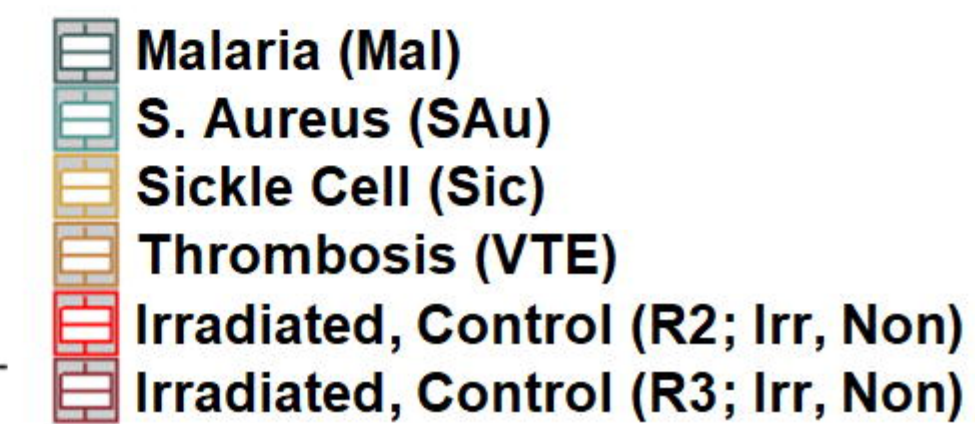 Malaria (Mal)
S. Aureus (SAu)
Sickle Cell (Sic)
Thrombosis (VTE)
Irradiated, Control (R2; Irr, Non)
Irradiated, Control (R3; Irr, Non)